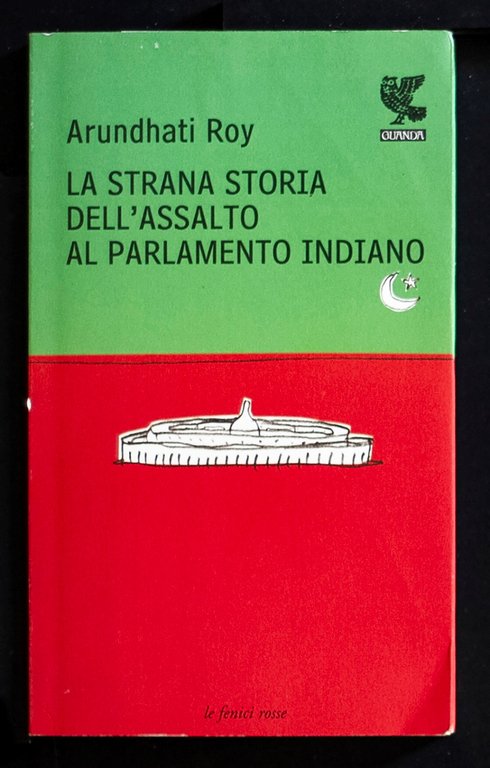 GUANDA
Arundhati Roy
LA STRANA STORIA
DELL'ASSALTO
AL PARLAMENTO INDIANO
le fenici rosse